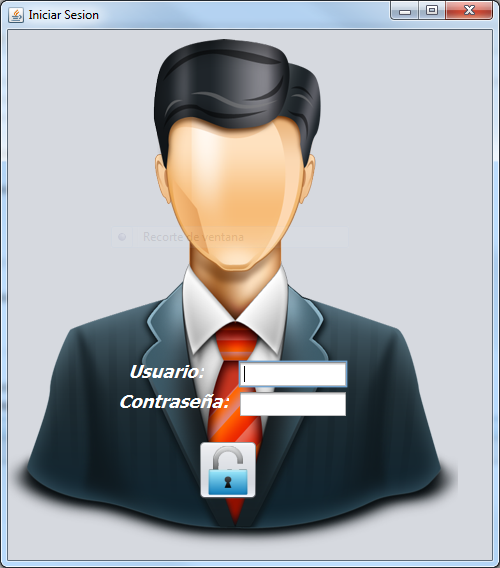 Iniciar Sesion
Recorte de ventana
Usuario:
Contraseña: